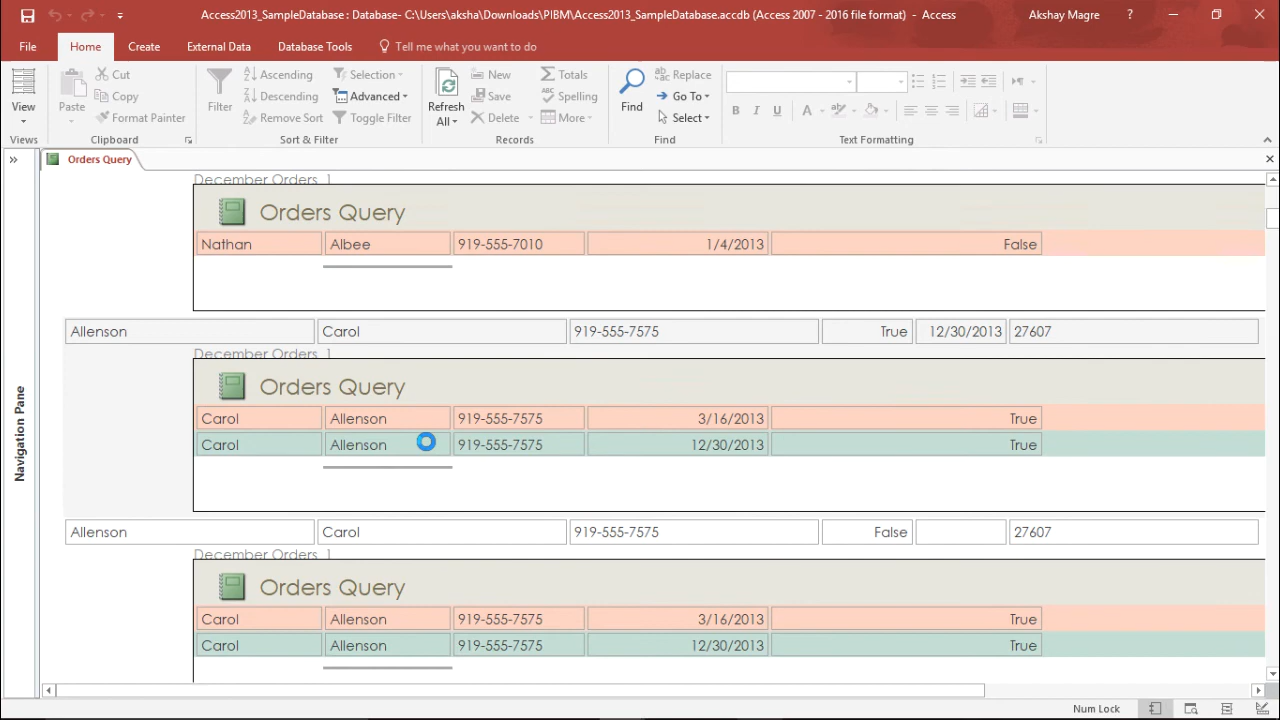 Access2013_SampleDatabase : Database- C:\Users\aksha\Downloads\PIBM\Access2013_SampleDatabase.accdb (Access 2007 - 2016 file format) - Access Akshay Magre ?
File Home Create External Data Database Tools Tell me what you want to do
View
Views
Paste
Cut
Copy
Format Painter
Clipboard
Filter
Ascending
Descending
Remove Sort
Selection
Advanced
Toggle Filter
Sort & Filter
Refresh
All
New
Save
Delete
Totals
Spelling
More
Records
Find
Replace
Go To
Select
Find
B I U A
Text Formatting
Orders Query
Navigation Pane
December Orders 1
Orders Query
Nathan Albee 919-555-7010 1/4/2013 False
Allenson Carol 919-555-7575 True 12/30/2013 27607
December Orders 1
Orders Query
Carol Allenson 919-555-7575 3/16/2013 True
Carol Allenson 919-555-7575 12/30/2013 True
Allenson Carol 919-555-7575 False 27607
December Orders 1
Orders Query
Carol Allenson 919-555-7575 3/16/2013 True
Carol Allenson 919-555-7575 12/30/2013 True
Num Lock